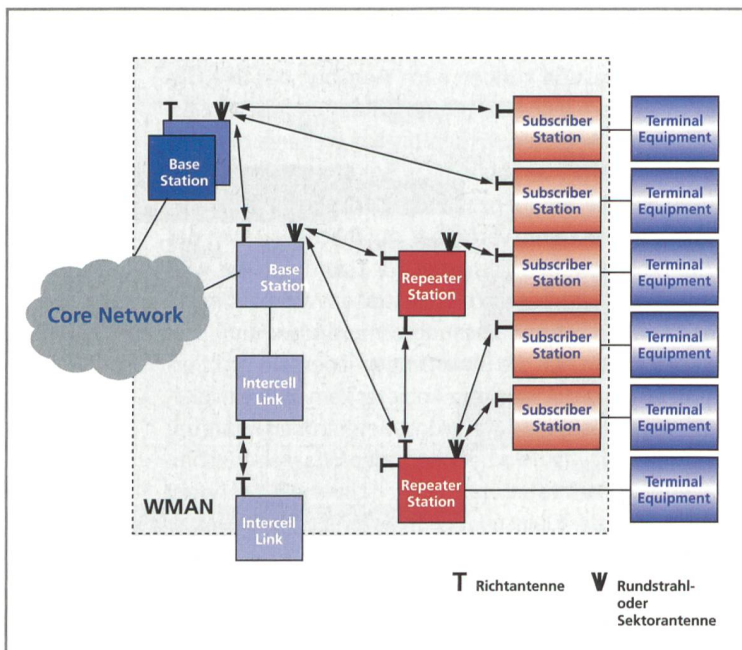 Subscriber
Station
Terminal
Equipment
Base
Station
Subscriber
Station
Terminal
Equipment
Base
Station
Repeater
Station
Subscriber
Station
Terminal
Equipment
Core Network
Subscriber
Station
Terminal
Equipment
Intercell
Link
Subscriber
Station
Terminal
Equipment
Repeater
Station
Terminal
Equipment
WMAN
Intercell
Link
Richtantenne
Rundstrahl-
oder
Sektorantenne